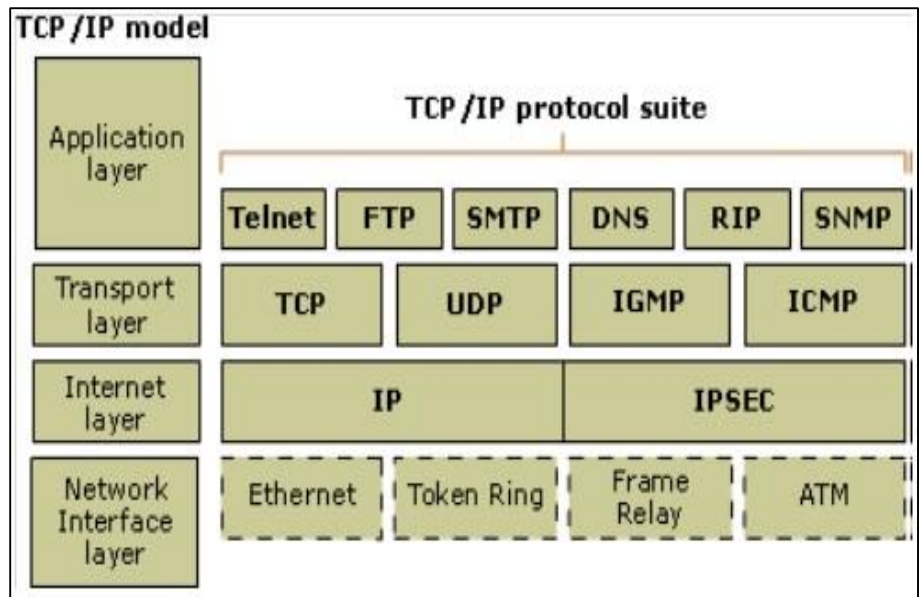 TCP/IP model
Application
layer
TCP/IP protocol suite
Telnet
FTP
SMTP
DNS
RIP
SNMP
Transport
layer
TCP
UDP
IGMP
ICMP
Internet
layer
IP
IPSEC
Network
Interface
layer
Ethernet
Token Ring
Frame
Relay
ATM